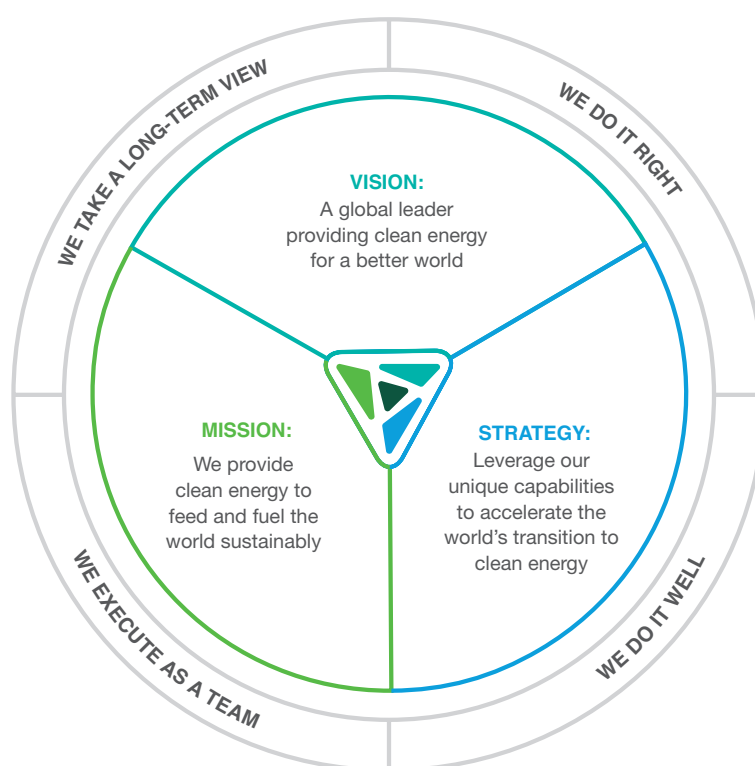 WE TAKE A LONG-TERM VIEW
WE DO IT RIGHT
VISION:
A global leader
providing clean energy
for a better world
MISSION:
We provide
clean energy to
feed and fuel the
world sustainably
STRATEGY:
Leverage our
unique capabilities
to accelerate the
world’s transition to
clean energy
WE EXECUTE AS A TEAM
WE DO IT WELL